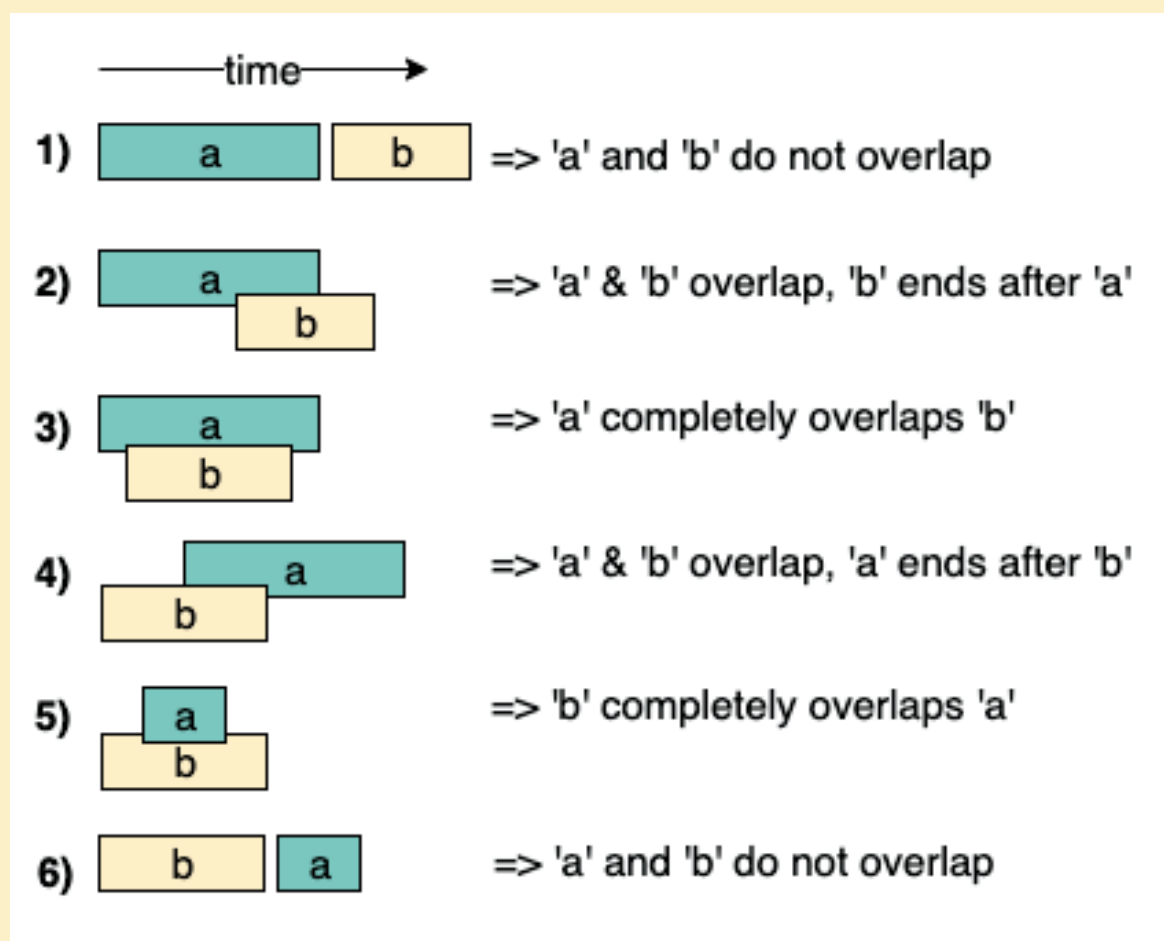 time
1) a b => 'a' and 'b' do not overlap
2) a b => 'a' & 'b' overlap, 'b' ends after 'a'
3) a b => 'a' completely overlaps 'b'
4) a b => 'a' & 'b' overlap, 'a' ends after 'b'
5) a b => 'b' completely overlaps 'a'
6) b a => 'a' and 'b' do not overlap